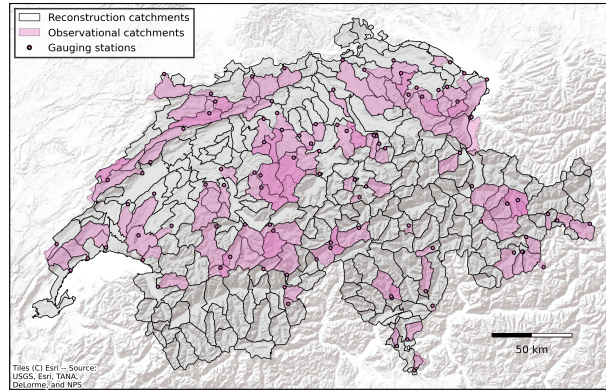 Reconstruction catchments
Observational catchments
Gauging stations
50 km
Tiles (C) Esri -- Source:
USGS, Esri, TANA,
DeLorme, and NPS